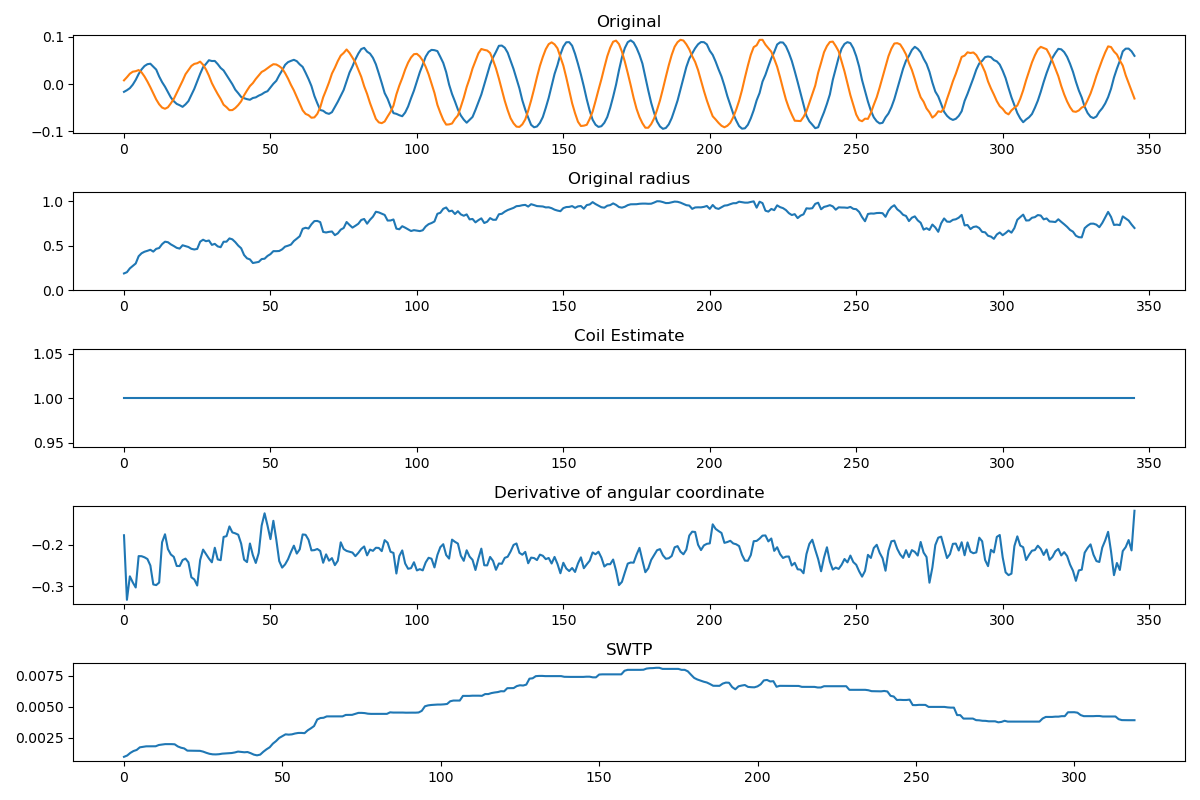 Original
0.1
0.0
−0.1
0 50 100 150 200 250 300 350
Original radius
1.0
0.5
0.0
0 50 100 150 200 250 300 350
Coil Estimate
1.05
1.00
0.95
0 50 100 150 200 250 300 350
Derivative of angular coordinate
−0.2
−0.3
0 50 100 150 200 250 300 350
SWTP
0.0075
0.0050
0.0025
0 50 100 150 200 250 300